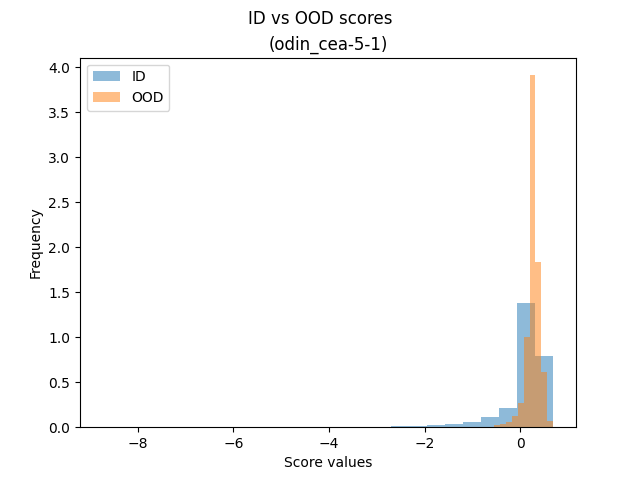 ID vs OOD scores
(odin_cea-5-1)
ID
OOD
4.0
3.5
3.0
2.5
2.0
1.5
1.0
0.5
0.0
Frequency
−8
−6
−4
−2
0
Score values